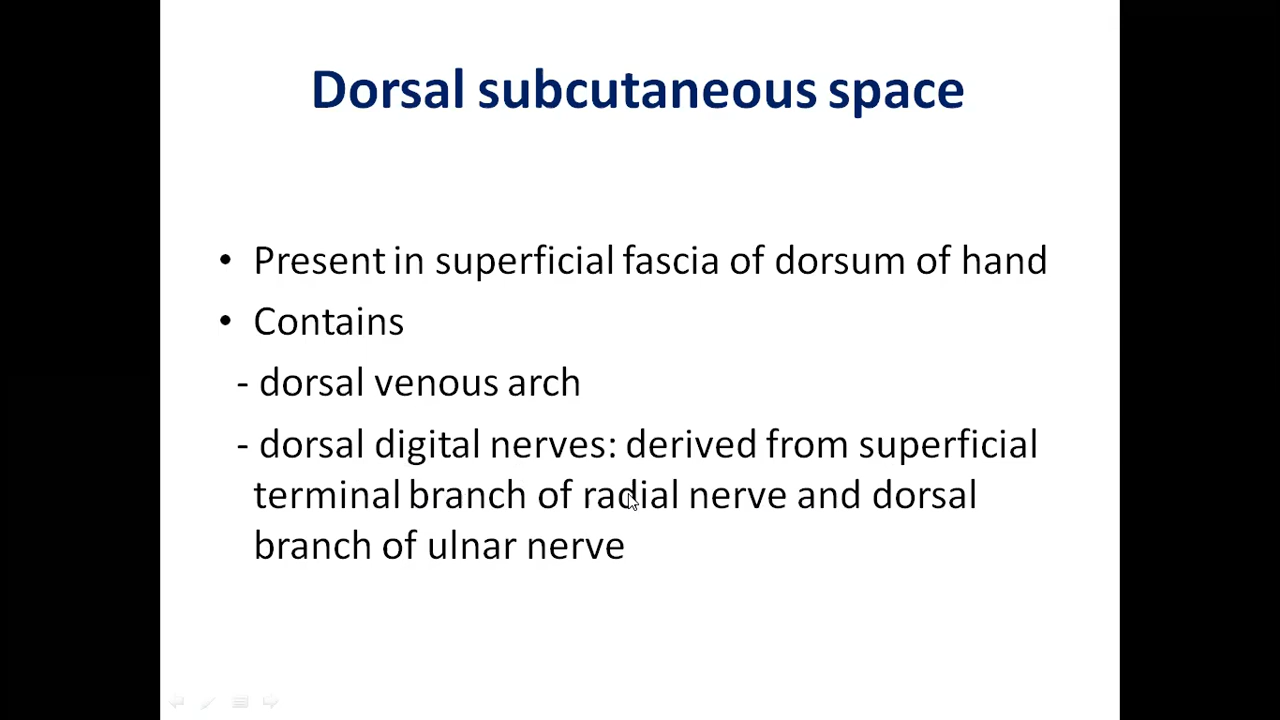 Dorsal subcutaneous space
• Present in superficial fascia of dorsum of hand
• Contains
- dorsal venous arch
- dorsal digital nerves: derived from superficial
terminal branch of radial nerve and dorsal
branch of ulnar nerve